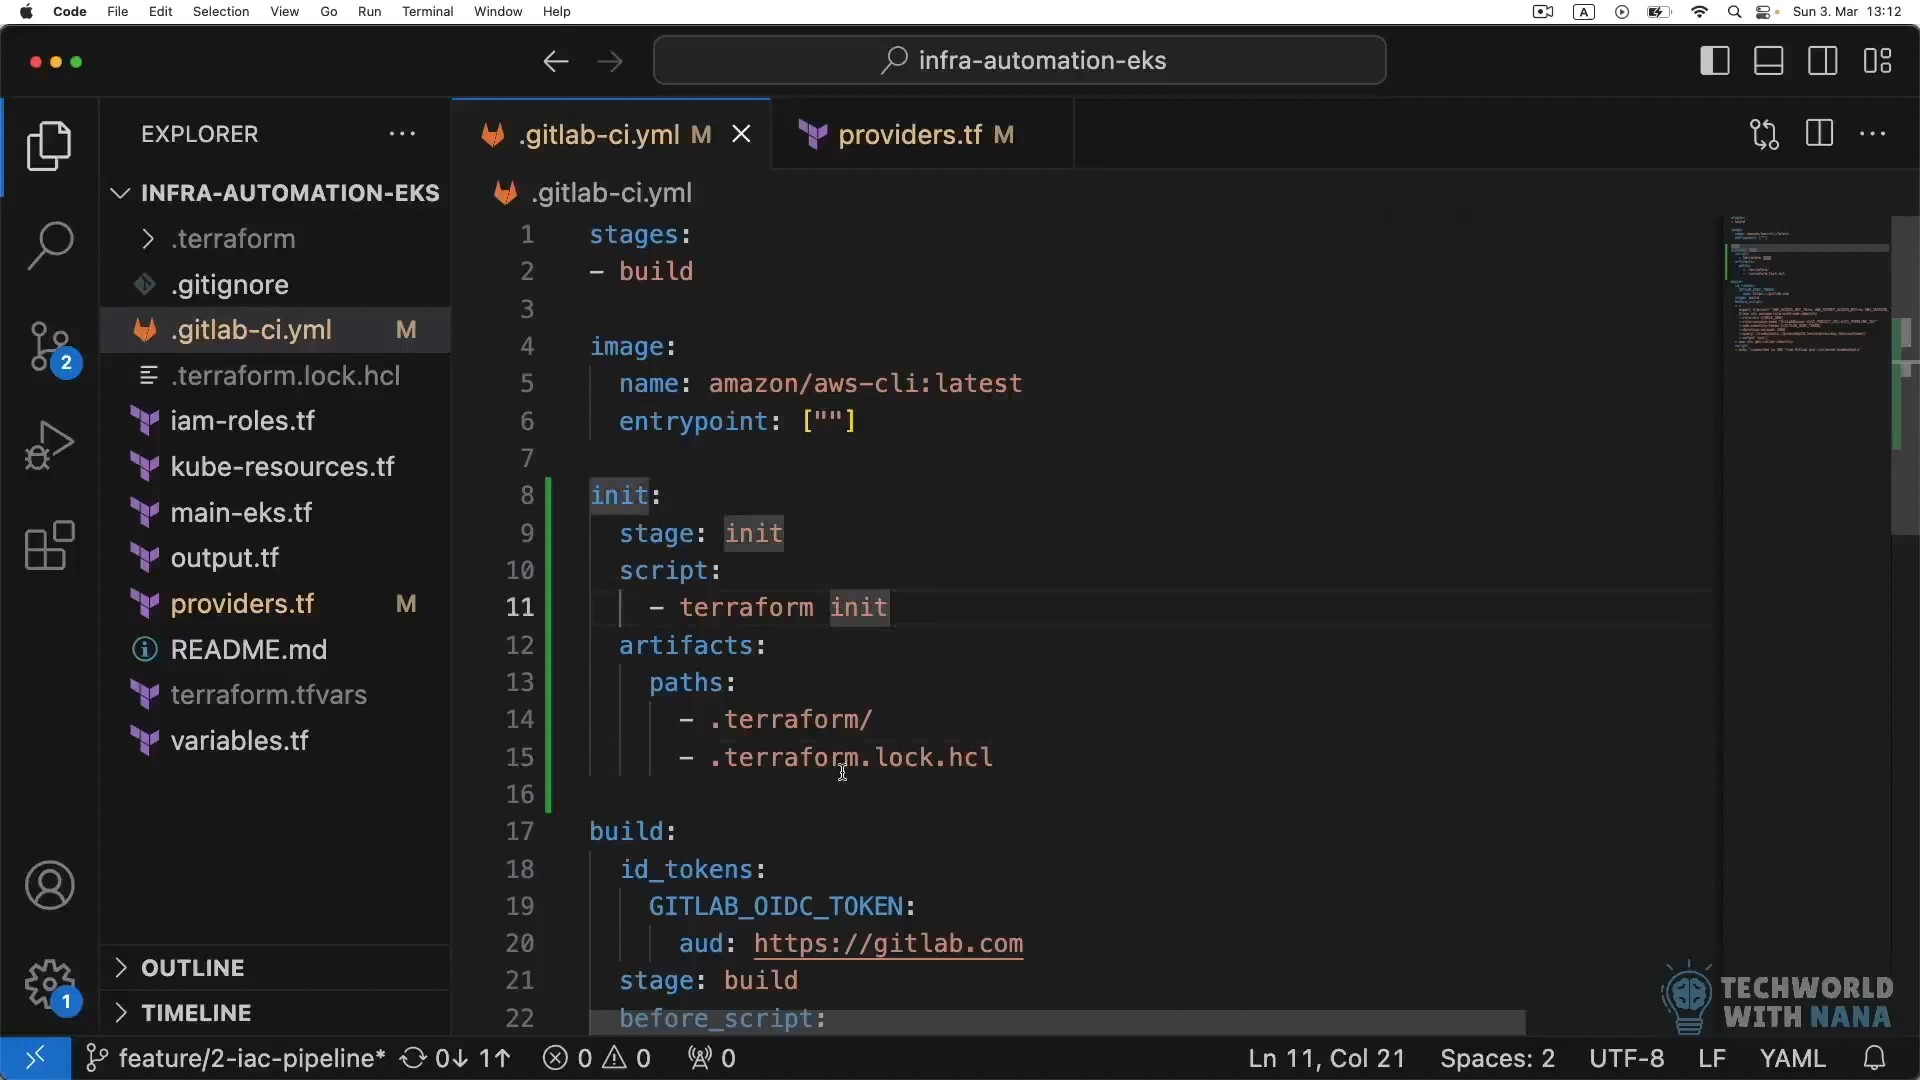 Code File Edit Selection View Go Run Terminal Window Help A Sun 3. Mar 13:12
infra-automation-eks
EXPLORER
.gitlab-ci.yml M
providers.tf M
INFRA-AUTOMATION-EKS
.gitlab-ci.yml
.terraform
.gitignore
.gitlab-ci.yml M
.terraform.lock.hcl
iam-roles.tf
kube-resources.tf
main-eks.tf
output.tf
providers.tf M
README.md
terraform.tfvars
variables.tf
OUTLINE
TIMELINE
2
1
1 stages:
2 - build
3
4 image:
5 name: amazon/aws-cli:latest
6 entrypoint: [""]
7
8 init:
9 stage: init
10 script:
11 - terraform init
12 artifacts:
13 paths:
14 - .terraform/
15 - .terraform.lock.hcl
16
17 build:
18 id_tokens:
19 GITLAB_OIDC_TOKEN:
20 aud: https://gitlab.com
21 stage: build
22 before_script:
TECHWORLD
WITH NANA
feature/2-iac-pipeline* 0↓ 1↑ 0 0 0 Ln 11, Col 21 Spaces: 2 UTF-8 LF YAML